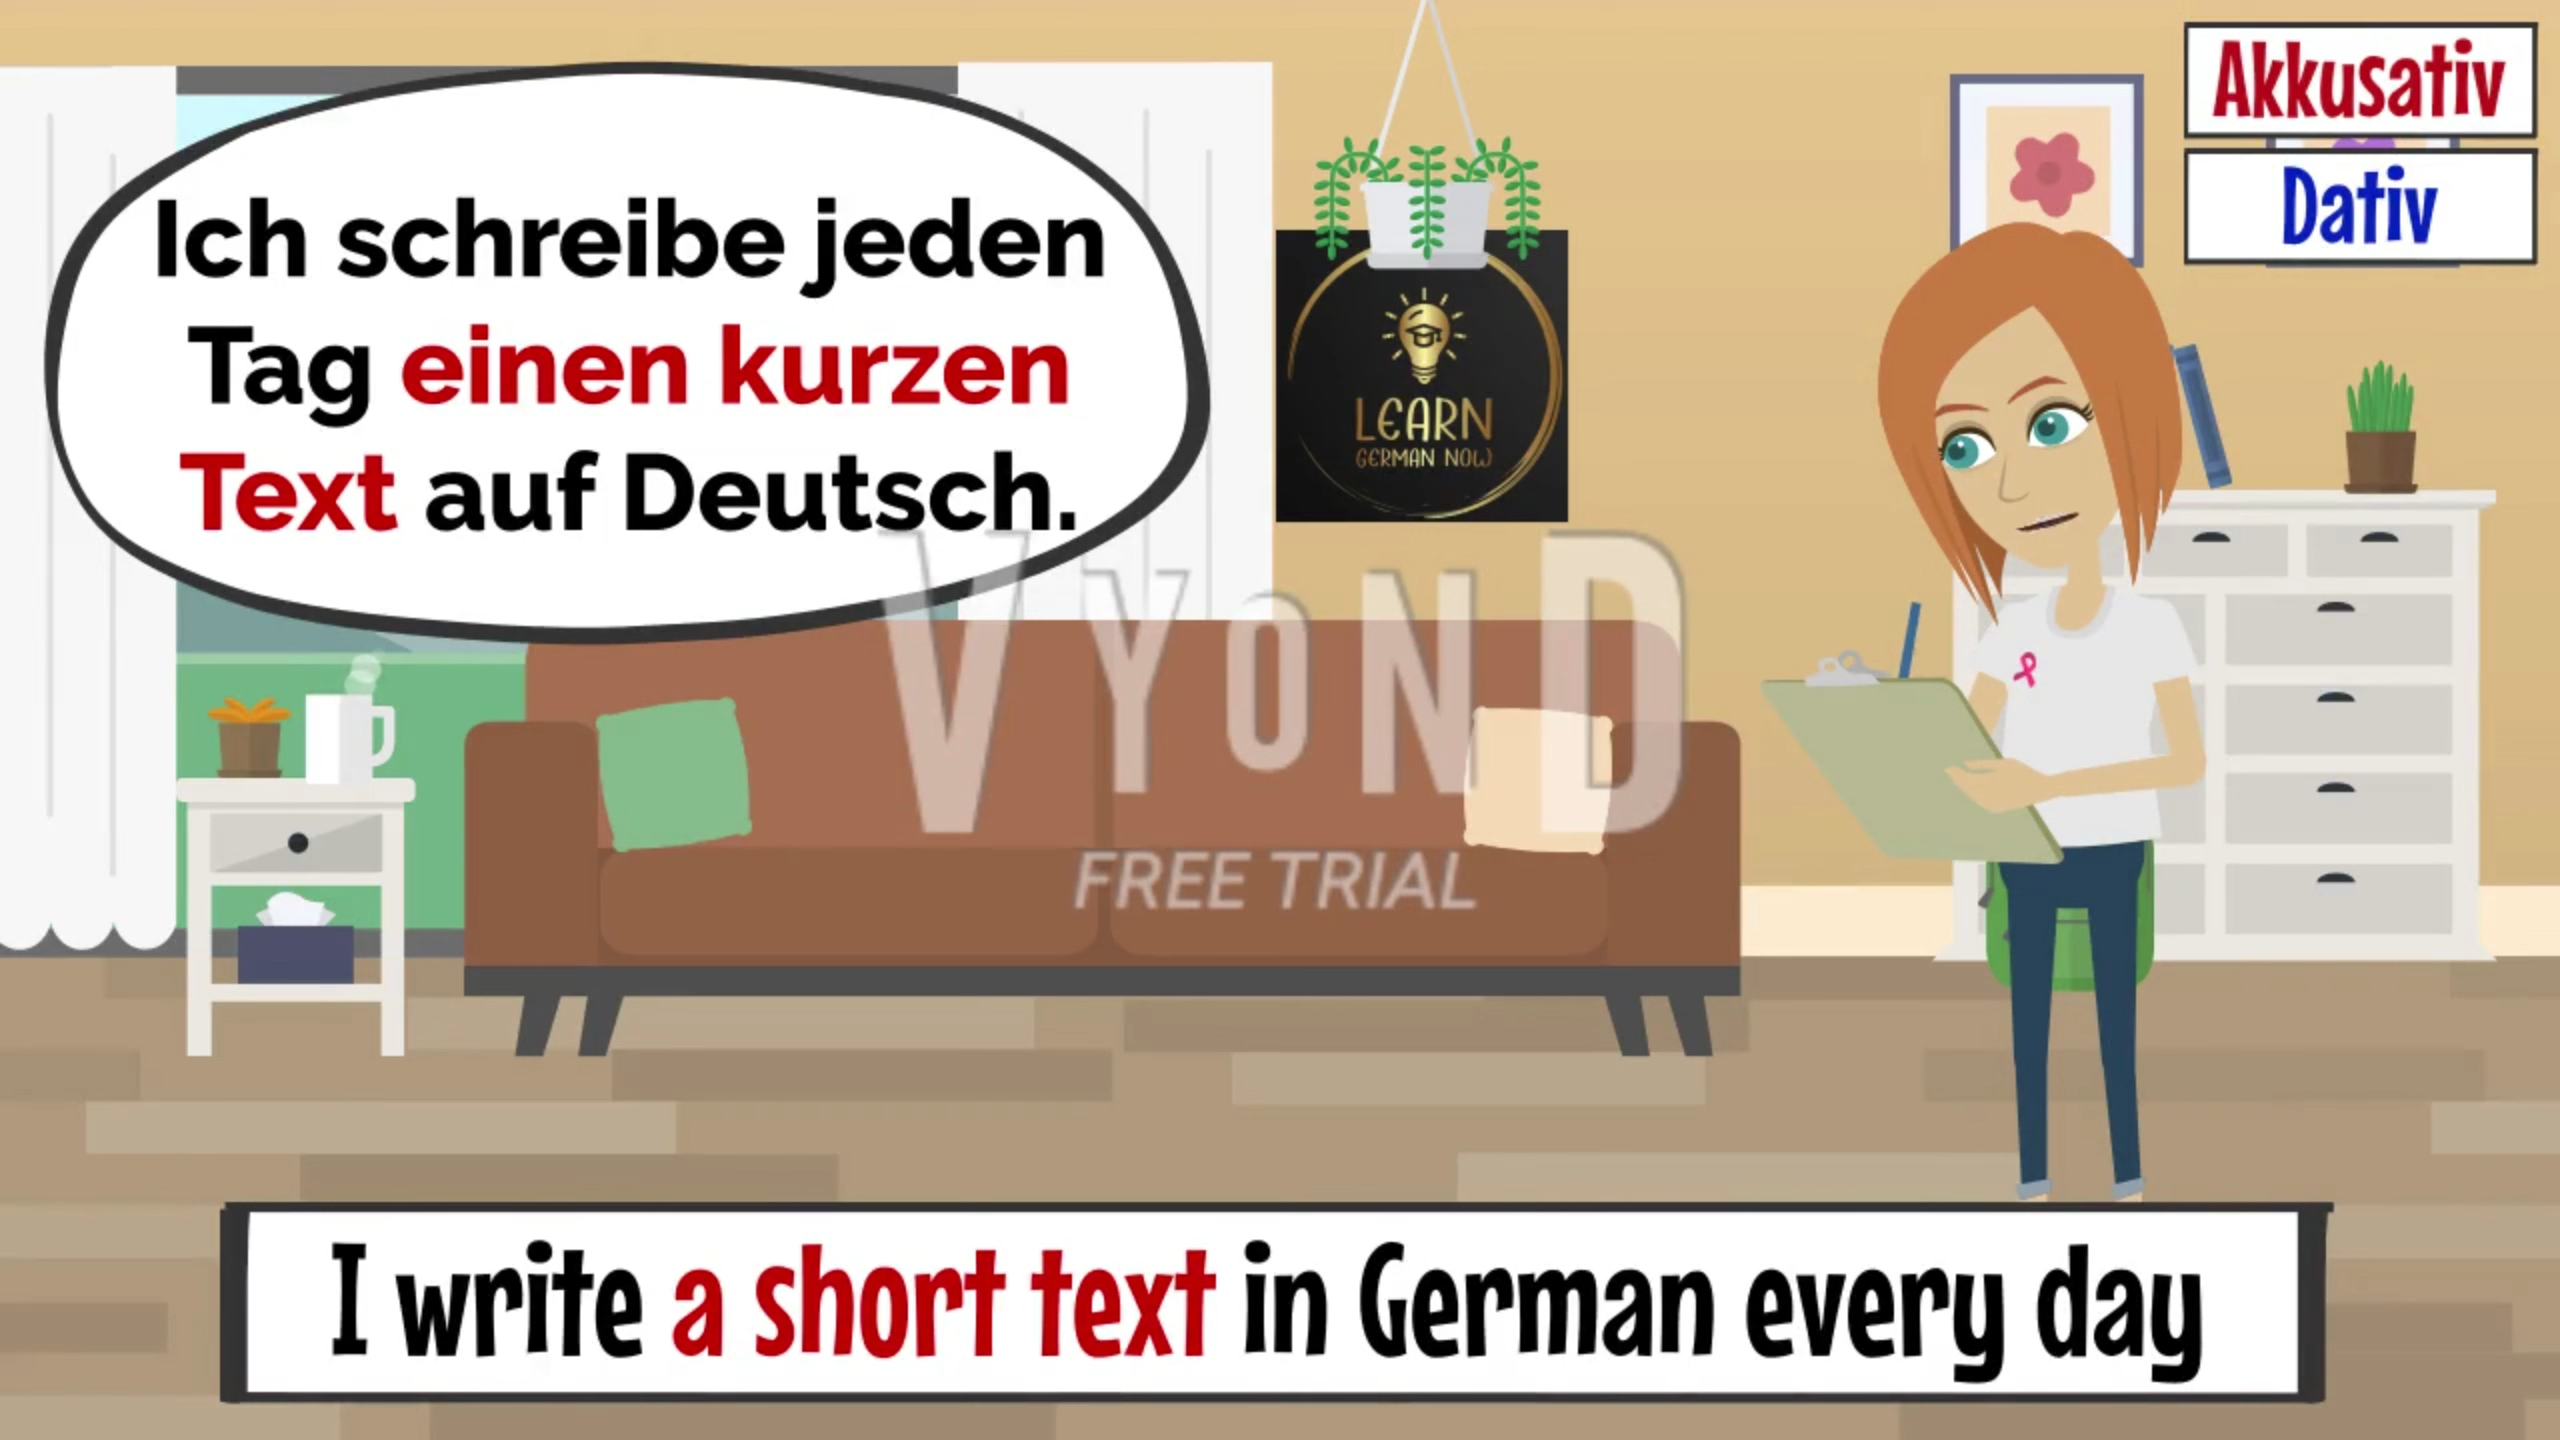 Akkusativ
Dativ
Ich schreibe jeden
Tag einen kurzen
Text auf Deutsch.
LEARN
GERMAN NOW
VYOND
FREE TRIAL
I write a short text in German every day